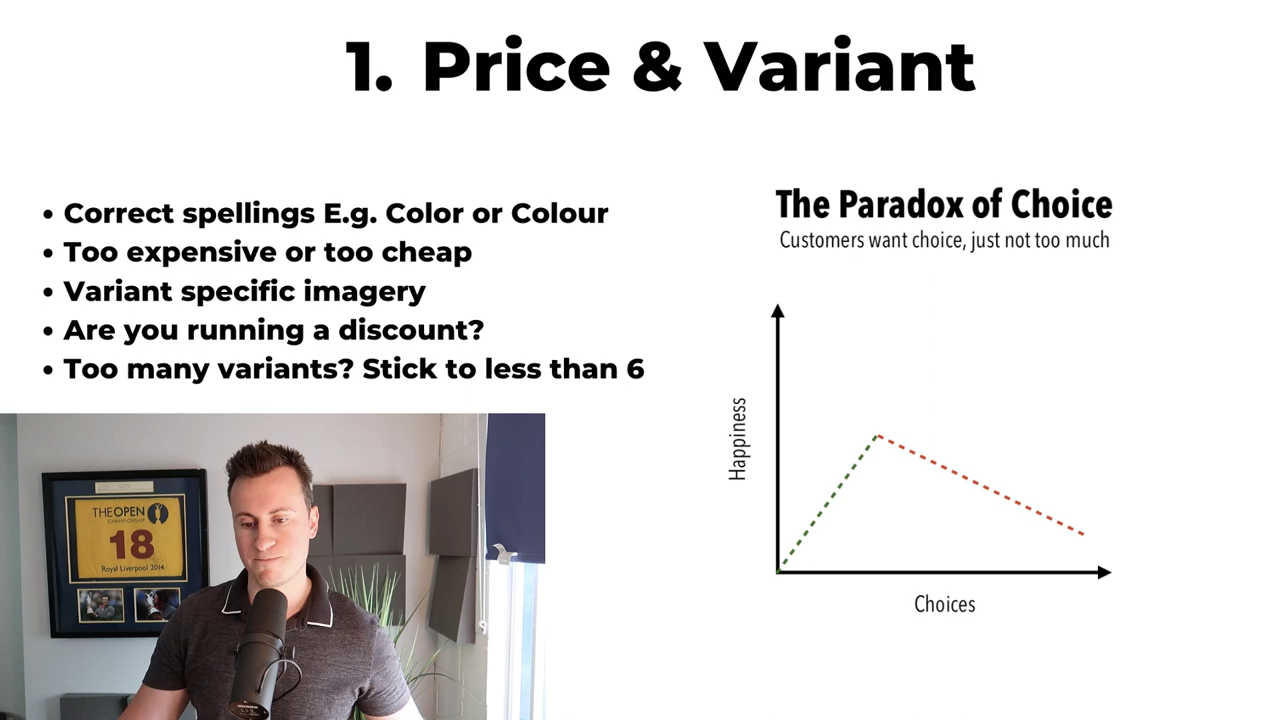 1. Price & Variant
• Correct spellings E.g. Color or Colour
• Too expensive or too cheap
• Variant specific imagery
• Are you running a discount?
• Too many variants? Stick to less than 6
The Paradox of Choice
Customers want choice, just not too much
Happiness
Choices
THE OPEN
CHAMPIONSHIP
18
Royal Liverpool 2014